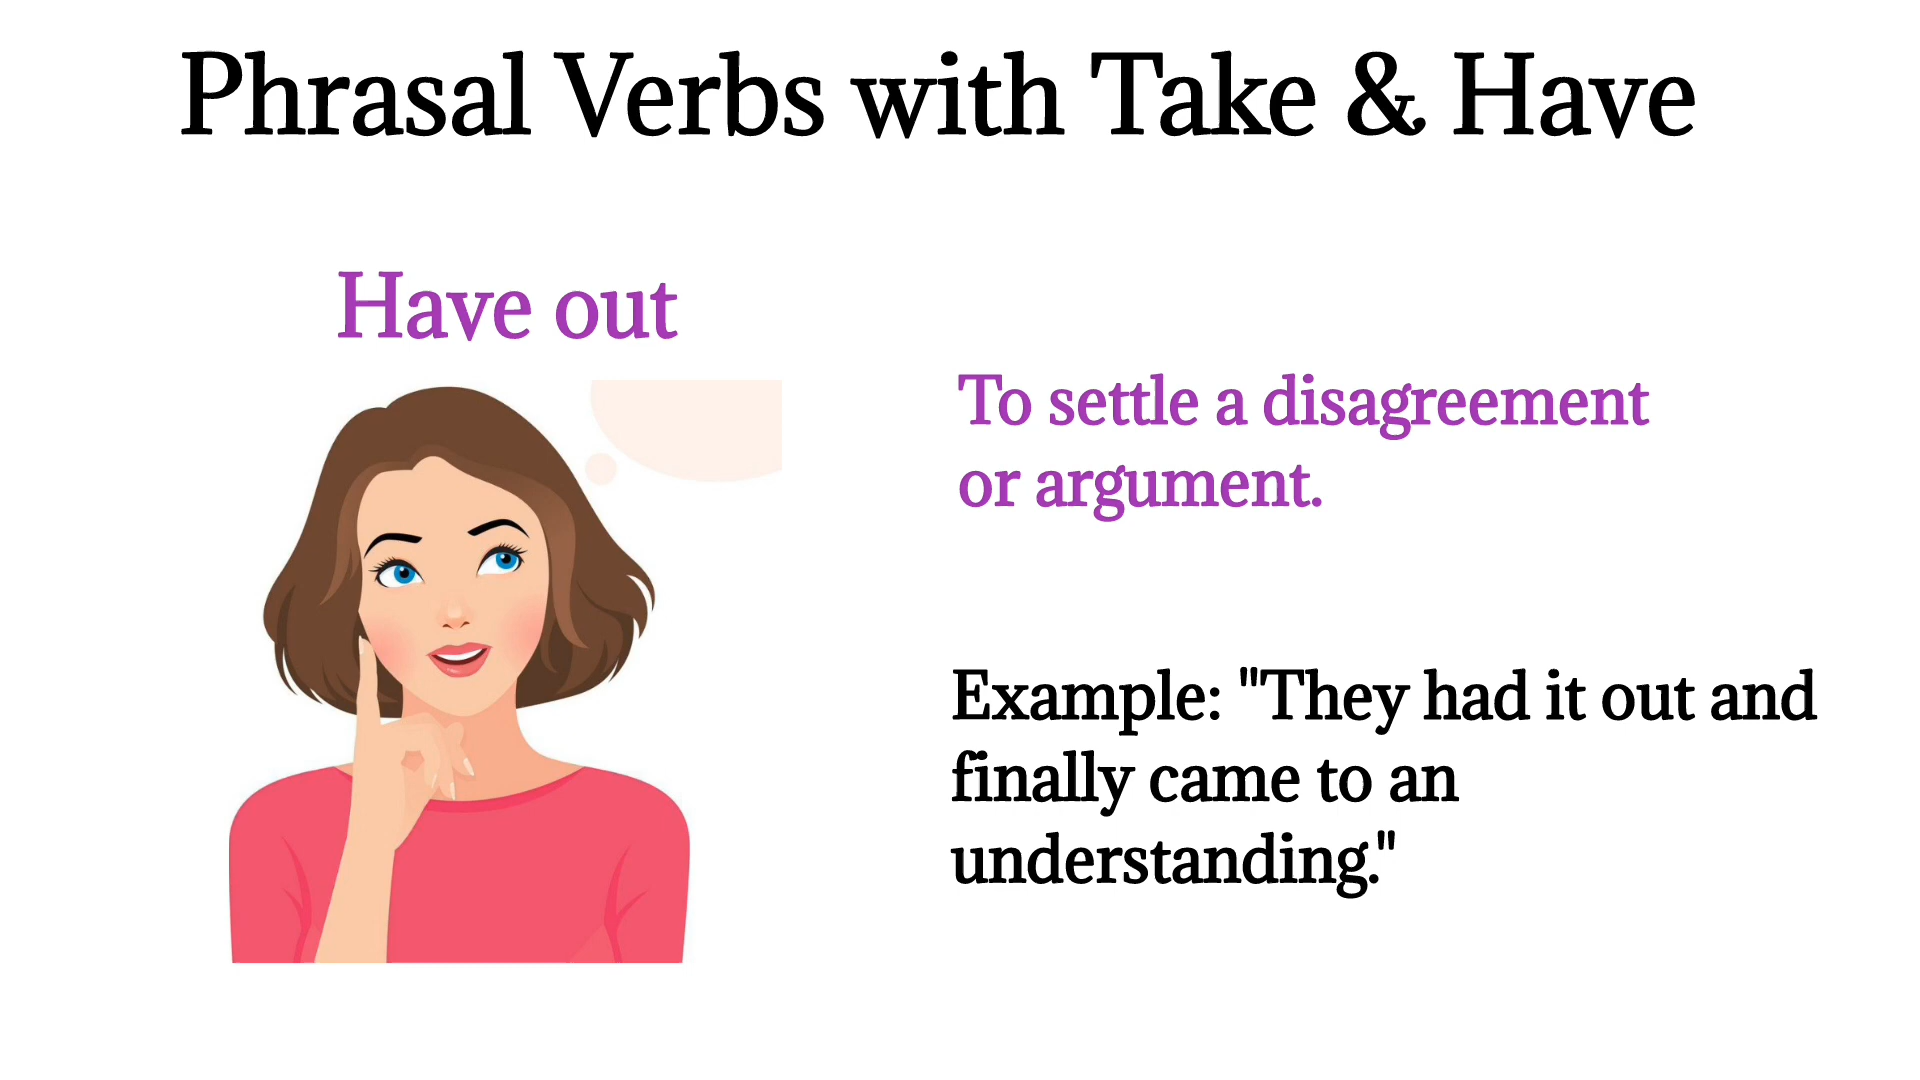 Phrasal Verbs with Take & Have
Have out
To settle a disagreement
or argument.
Example: "They had it out and
finally came to an
understanding."